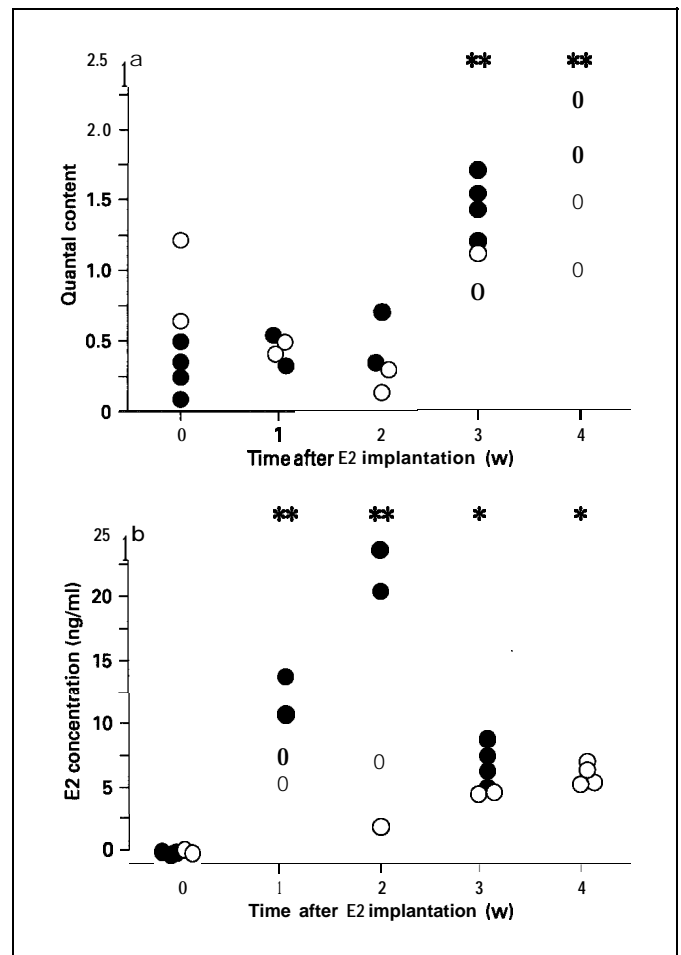 a
2.5
** **
2.0
1.5
1.0
0.5
0
Quantal content
0 1 2 3 4
Time after E2 implantation (w)
b
25
** ** * *
20
15
10
5
0
E2 concentration (ng/ml)
0 1 2 3 4
Time after E2 implantation (w)